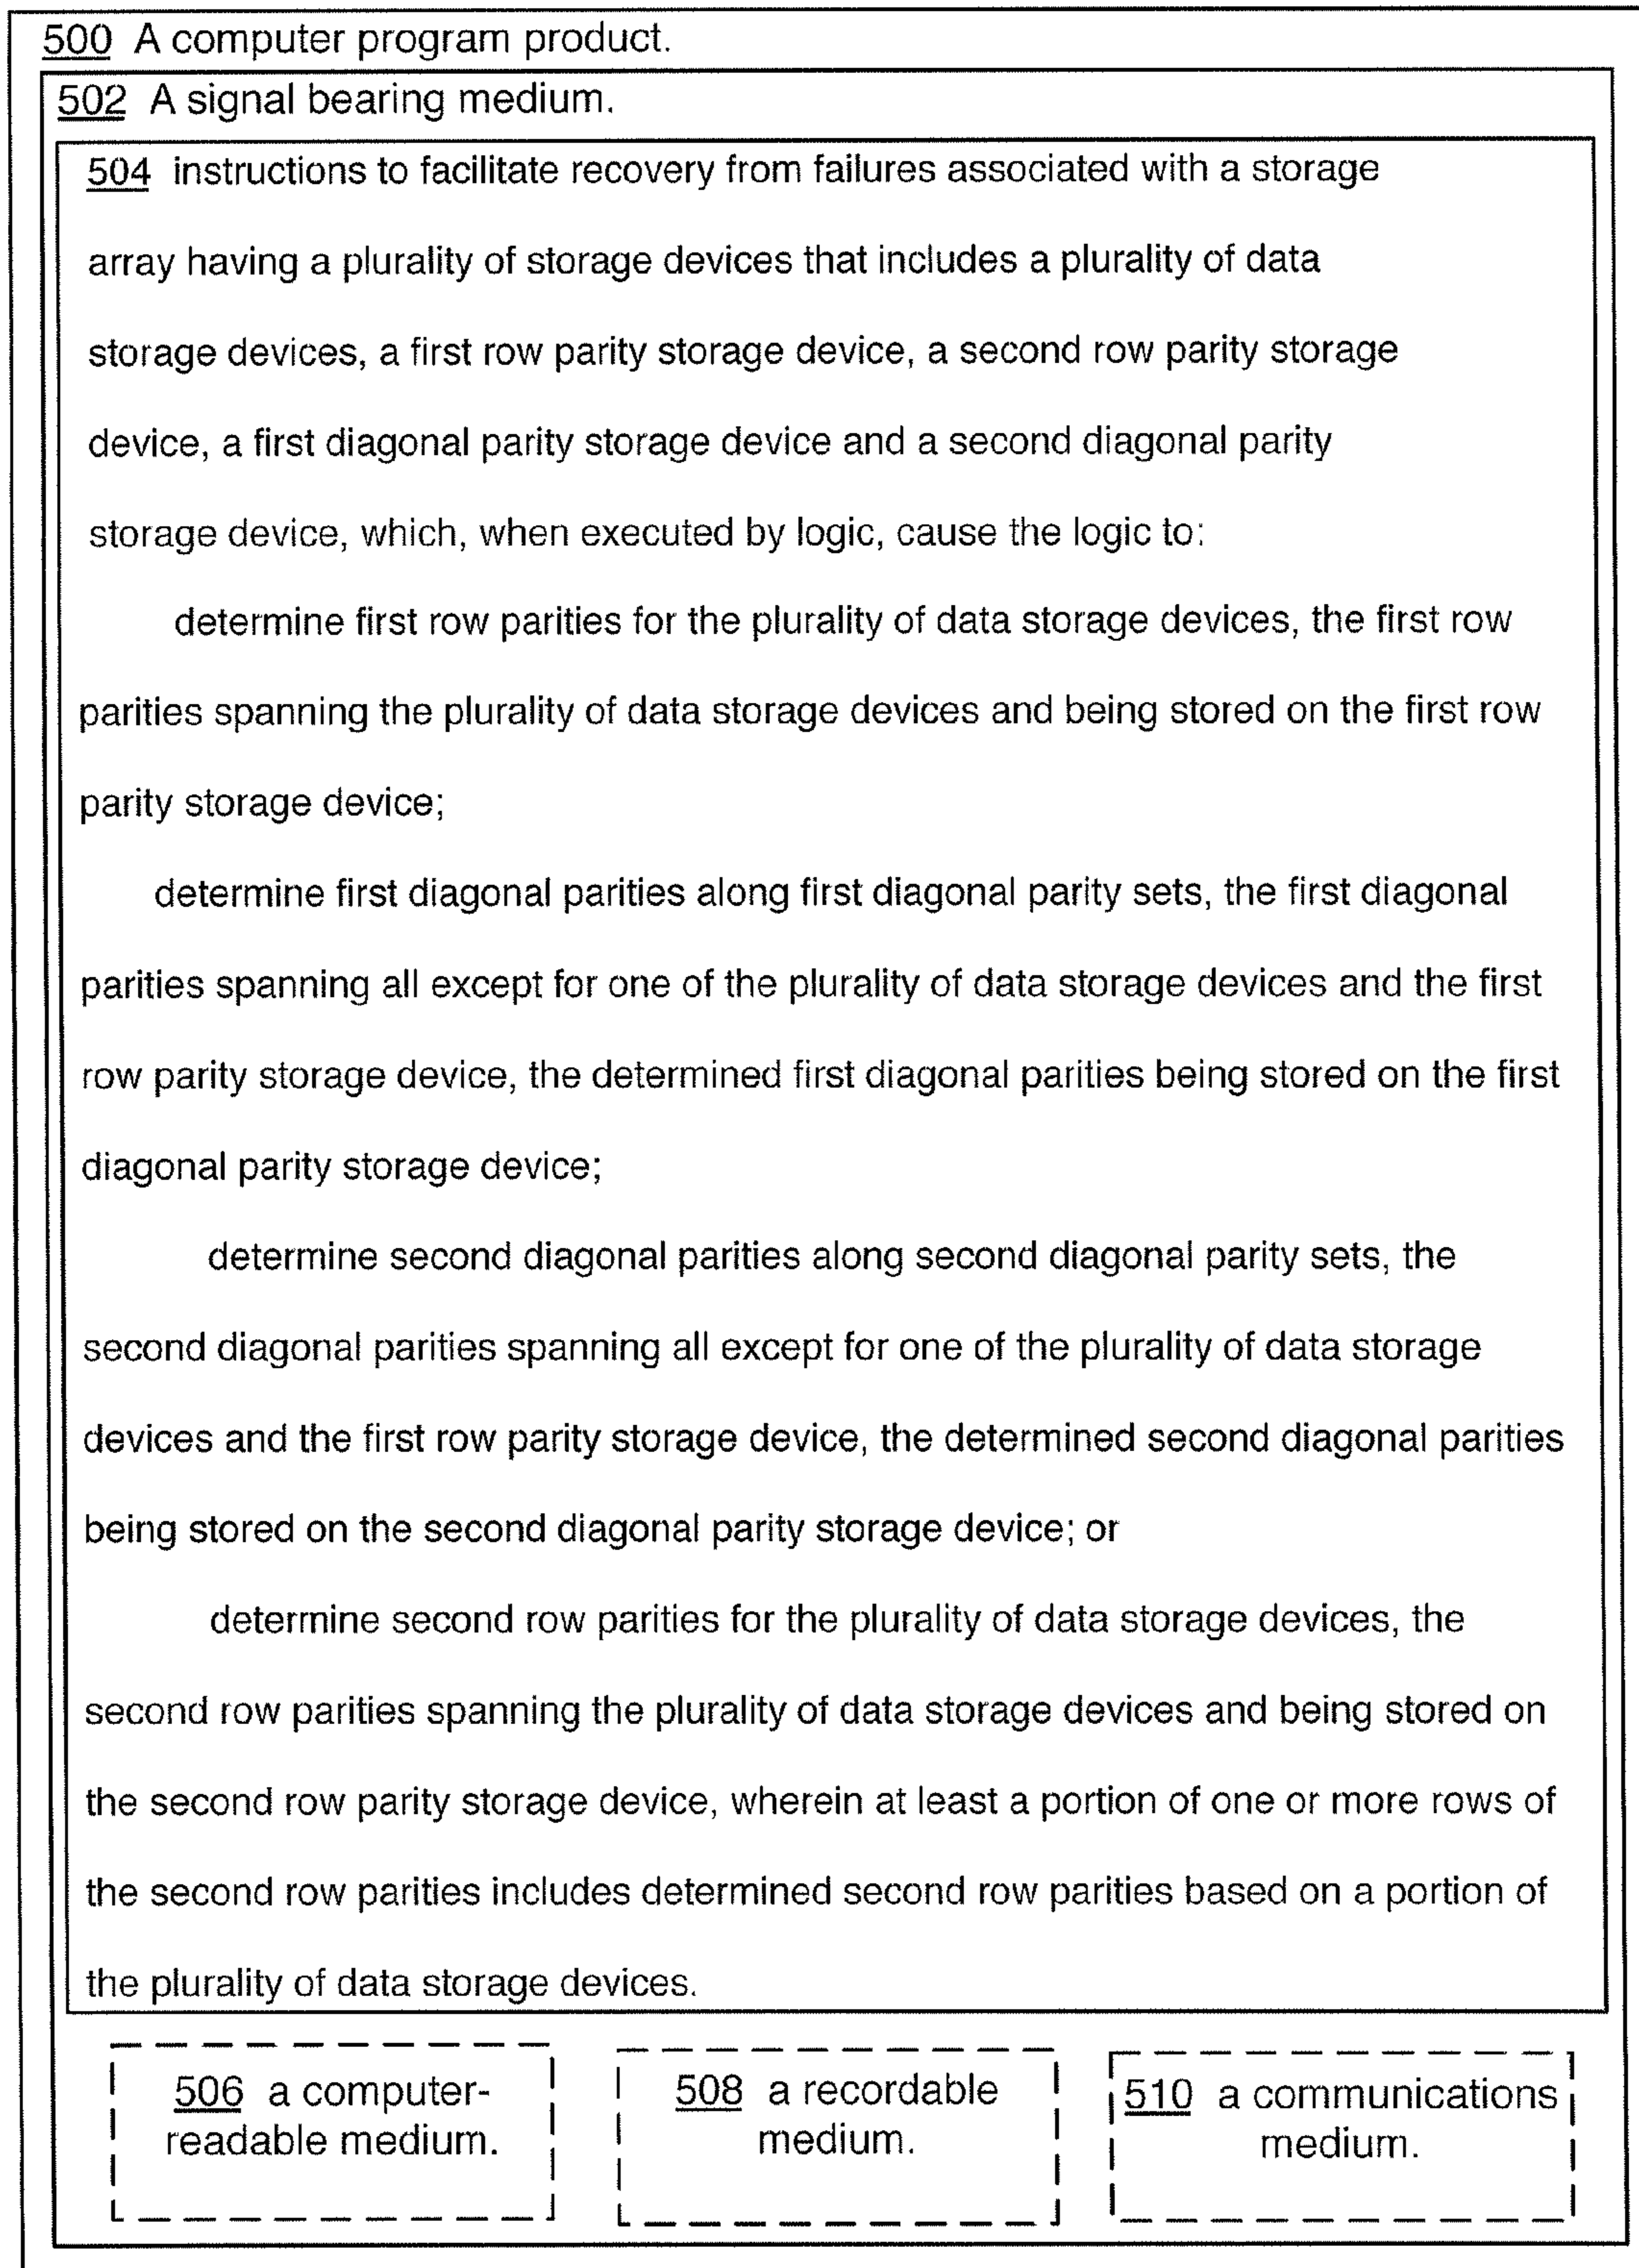 500 A computer program product.
502 A signal bearing medium.
504 instructions to facilitate recovery from failures associated with a storage
array having a plurality of storage devices that includes a plurality of data
storage devices, a first row parity storage device, a second row parity storage
device, a first diagonal parity storage device and a second diagonal parity
storage device, which, when executed by logic, cause the logic to:
determine first row parities for the plurality of data storage devices, the first row
parities spanning the plurality of data storage devices and being stored on the first row
parity storage device;
determine first diagonal parities along first diagonal parity sets, the first diagonal
parities spanning all except for one of the plurality of data storage devices and the first
row parity storage device, the determined first diagonal parities being stored on the first
diagonal parity storage device;
determine second diagonal parities along second diagonal parity sets, the
second diagonal parities spanning all except for one of the plurality of data storage
devices and the first row parity storage device, the determined second diagonal parities
being stored on the second diagonal parity storage device; or
determine second row parities for the plurality of data storage devices, the
second row parities spanning the plurality of data storage devices and being stored on
the second row parity storage device, wherein at least a portion of one or more rows of
the second row parities includes determined second row parities based on a portion of
the plurality of data storage devices.
506 a computer-
readable medium.
508 a recordable
medium.
510 a communications
medium.